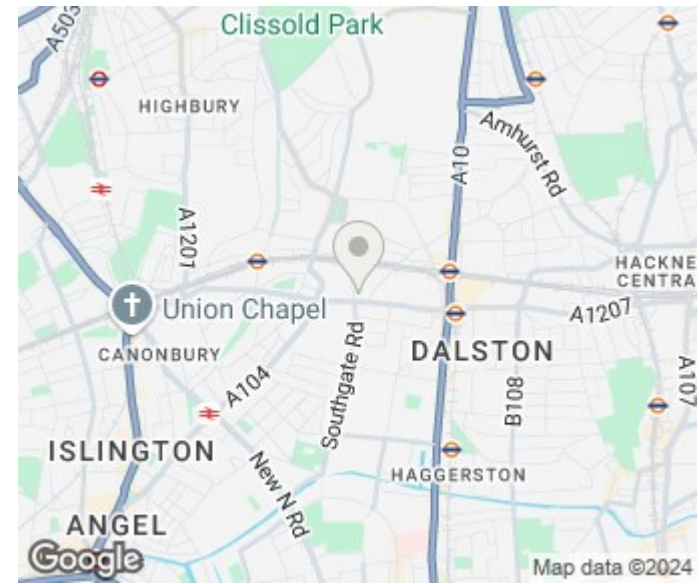 A503
Clissold Park
HIGHBURY
Amhurst Rd
A10
A1201
HACKNE
CENTRA
Union Chapel
A1207
CANONBURY
DALSTON
A104
Southgate Rd
B108
A107
ISLINGTON
New N Rd
HAGGERSTON
ANGEL
Google
Map data ©2024